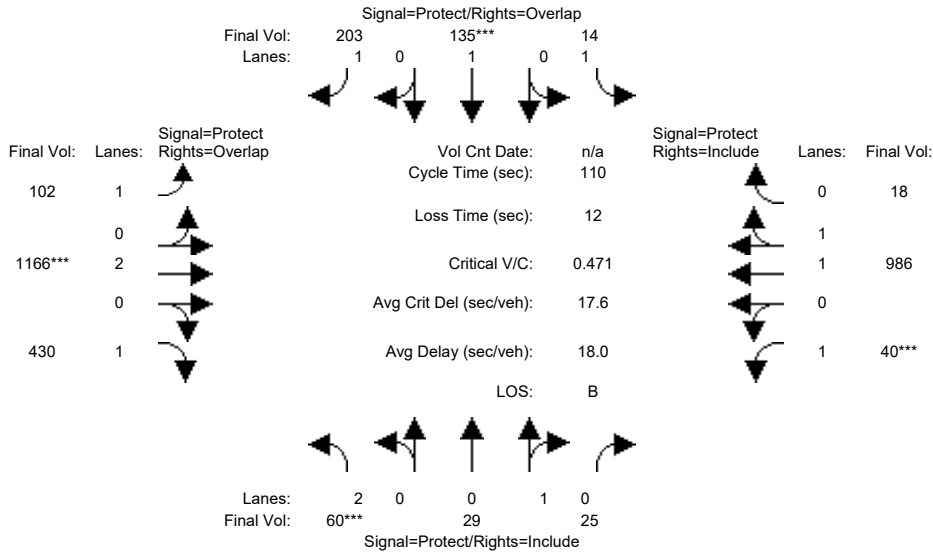 Signal=Protect/Rights=Overlap
Final Vol: 203 135*** 14
Lanes: 1 0 1 0 1
Signal=Protect Signal=Protect
Final Vol: Lanes: Rights=Overlap Vol Cnt Date: n/a Rights=Include Lanes: Final Vol:
Cycle Time (sec): 110
102 1 0 18
Loss Time (sec): 12
0 1
1166*** 2 Critical V/C: 0.471 1 986
0 Avg Crit Del (sec/veh): 17.6 0
430 1 Avg Delay (sec/veh): 18.0 1 40***
LOS: B
Lanes: 2 0 0 1 0
Final Vol: 60*** 29 25
Signal=Protect/Rights=Include